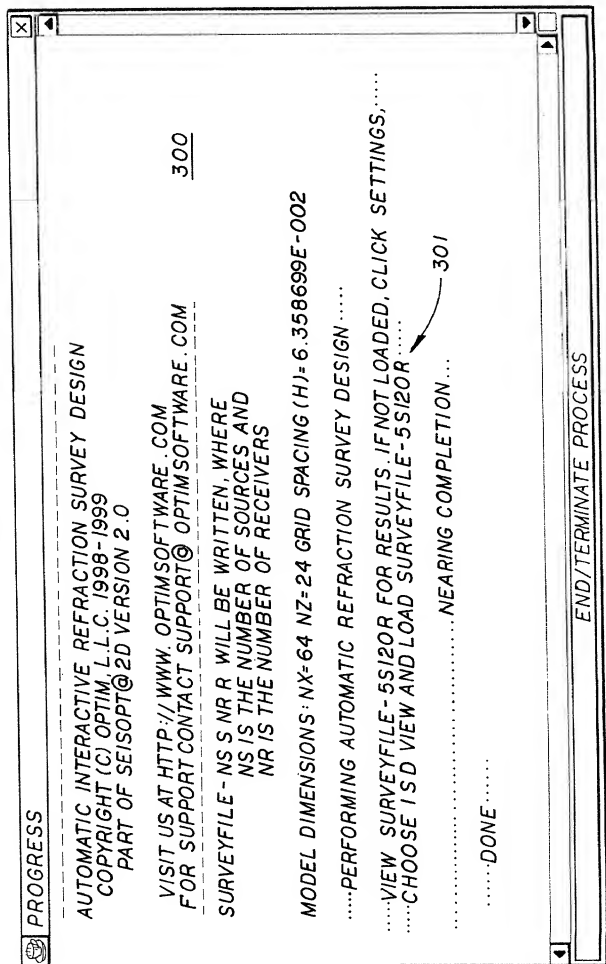 PROGRESS
X
AUTOMATIC INTERACTIVE REFRACTION SURVEY DESIGN
COPYRIGHT (C) OPTIM, L.L.C. 1998-1999
PART OF SEISOPT@2D VERSION 2.0
VISIT US AT HTTP://WWW.OPTIMSOFTWARE.COM
FOR SUPPORT CONTACT SUPPORT@OPTIMSOFTWARE.COM
300
SURVEYFILE-NS S NR R WILL BE WRITTEN, WHERE
NS IS THE NUMBER OF SOURCES AND
NR IS THE NUMBER OF RECEIVERS
MODEL DIMENSIONS: NX=64 NZ=24 GRID SPACING (H)=6.358699E-002
.....PERFORMING AUTOMATIC REFRACTION SURVEY DESIGN.....
.....VIEW SURVEYFILE-5S120R FOR RESULTS. IF NOT LOADED, CLICK SETTINGS,.....
.....CHOOSE ISD VIEW AND LOAD SURVEYFILE-5S120R.....
301
..............................NEARING COMPLETION....
......DONE......
END/TERMINATE PROCESS